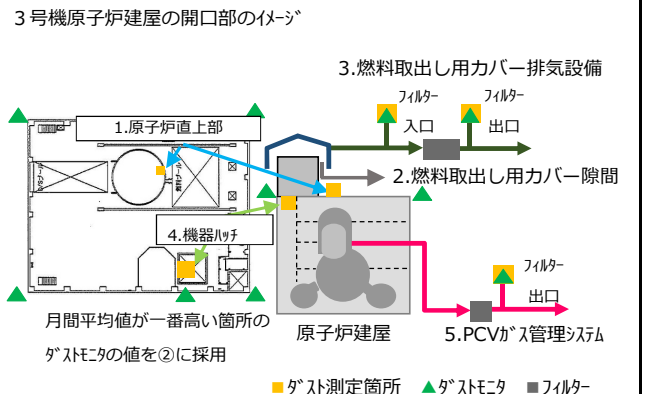 ３号機原子炉建屋の開口部のｲﾒｰｼﾞ
3.燃料取出し用カバー排気設備
ﾌｨﾙﾀｰ
ﾌｨﾙﾀｰ
1.原子炉直上部
入口
出口
2.燃料取出し用カバー隙間
4.機器ﾊｯﾁ
ﾌｨﾙﾀｰ
出口
月間平均値が一番高い箇所の
ﾀﾞｽﾄﾓﾆﾀの値を②に採用
原子炉建屋
5.PCVｶﾞｽ管理ｼｽﾃﾑ
ﾀﾞｽﾄ測定箇所
ﾀﾞｽﾄﾓﾆﾀ
ﾌｨﾙﾀｰ